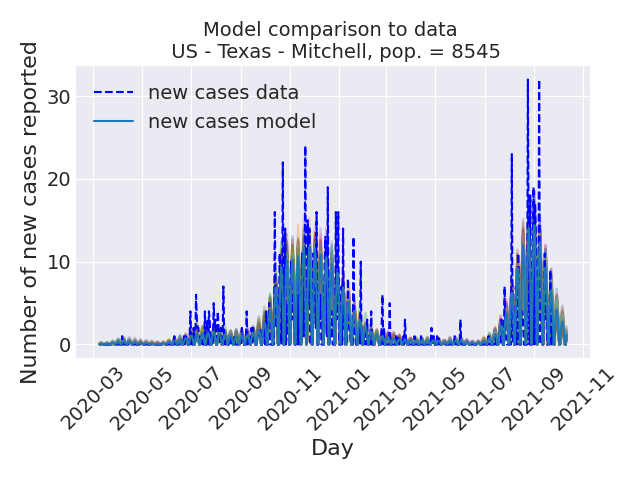 Model comparison to data
US - Texas - Mitchell, pop. = 8545
Number of new cases reported
new cases data
new cases model
30
20
10
0
2020-03
2020-05
2020-07
2020-09
2020-11
2021-01
2021-03
2021-05
2021-07
2021-09
2021-11
Day